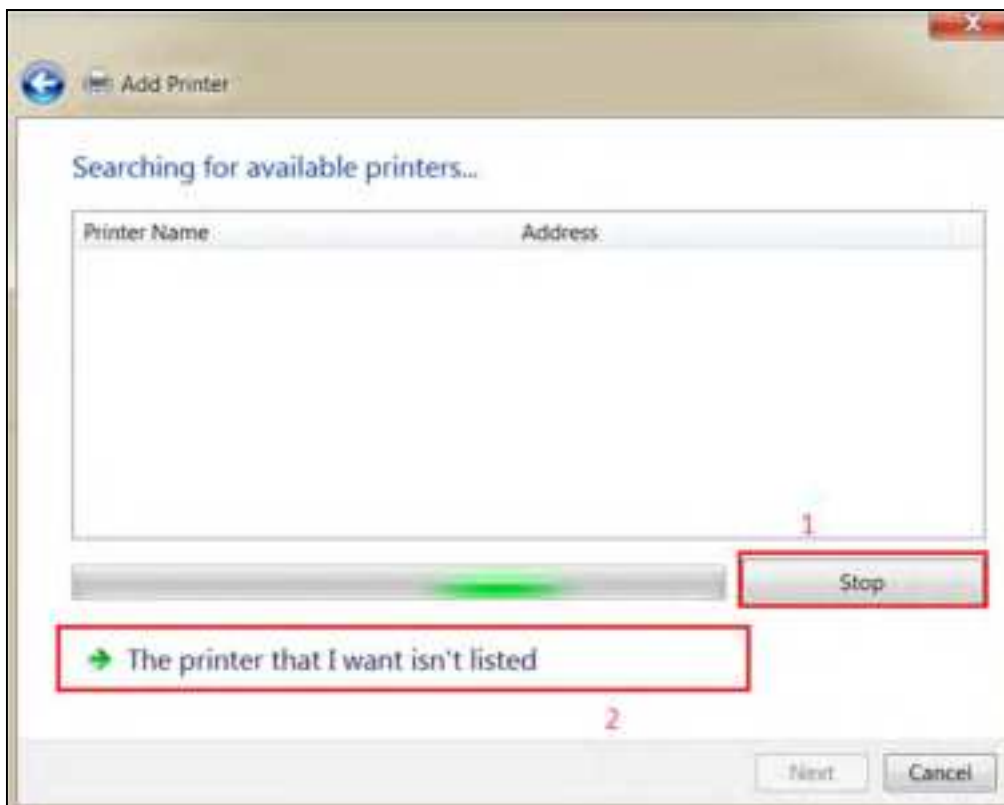 Add Printer
Searching for available printers...
Printer Name Address
1
Stop
The printer that I want isn't listed
2
Next Cancel